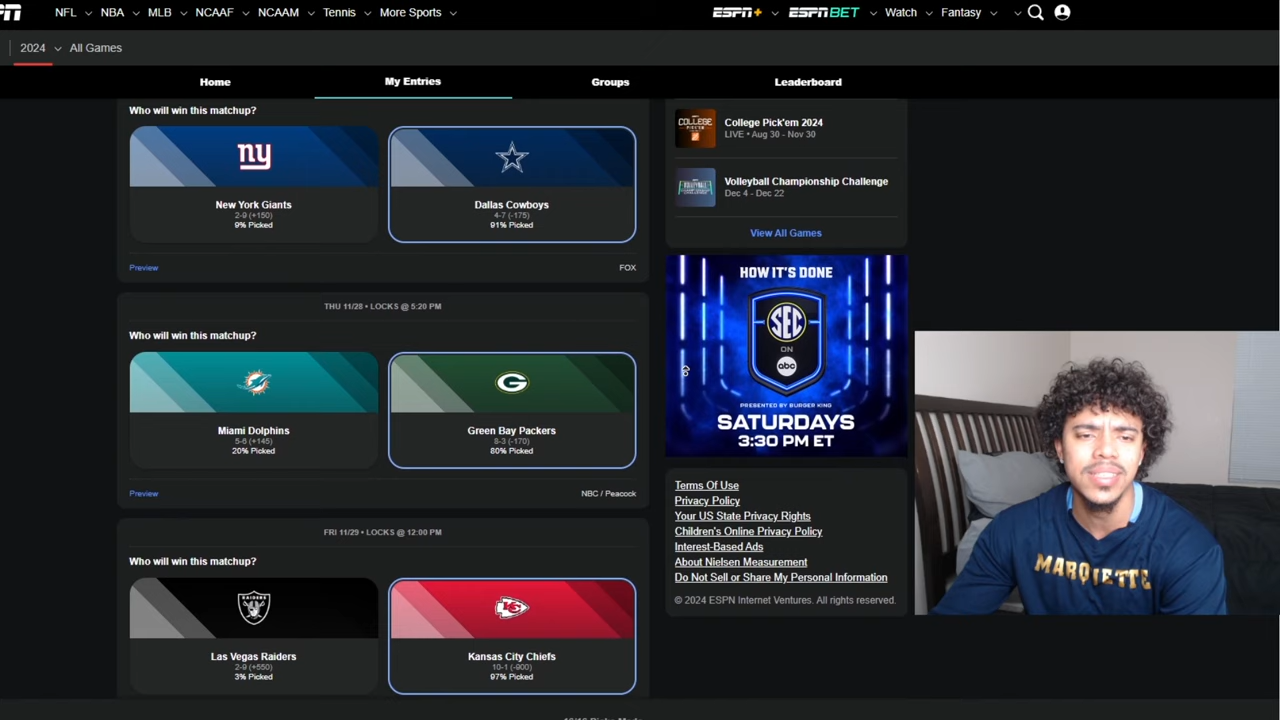 NFL NBA MLB NCAAF NCAAM Tennis More Sports ESPN+ ESPN BET Watch Fantasy
2024 All Games
Home My Entries Groups Leaderboard
Who will win this matchup?
ny
New York Giants
2-9 (+150)
9% Picked
Dallas Cowboys
4-7 (-175)
91% Picked
Preview
FOX
THU 11/28 • LOCKS @ 5:20 PM
Who will win this matchup?
Miami Dolphins
5-6 (+145)
20% Picked
G
Green Bay Packers
8-3 (-170)
80% Picked
Preview
NBC / Peacock
FRI 11/29 • LOCKS @ 12:00 PM
Who will win this matchup?
RAIDERS
Las Vegas Raiders
2-9 (+550)
3% Picked
KC
Kansas City Chiefs
10-1 (-900)
97% Picked
COLLEGE
College Pick'em 2024
LIVE • Aug 30 - Nov 30
Volleyball Championship Challenge
Dec 4 - Dec 22
View All Games
HOW IT'S DONE
SEC
ON
abc
PRESENTED BY BURGER KING
SATURDAYS
3:30 PM ET
Terms Of Use
Privacy Policy
Your US State Privacy Rights
Children's Online Privacy Policy
Interest-Based Ads
About Nielsen Measurement
Do Not Sell or Share My Personal Information
© 2024 ESPN Internet Ventures. All rights reserved.
MARQUETTE